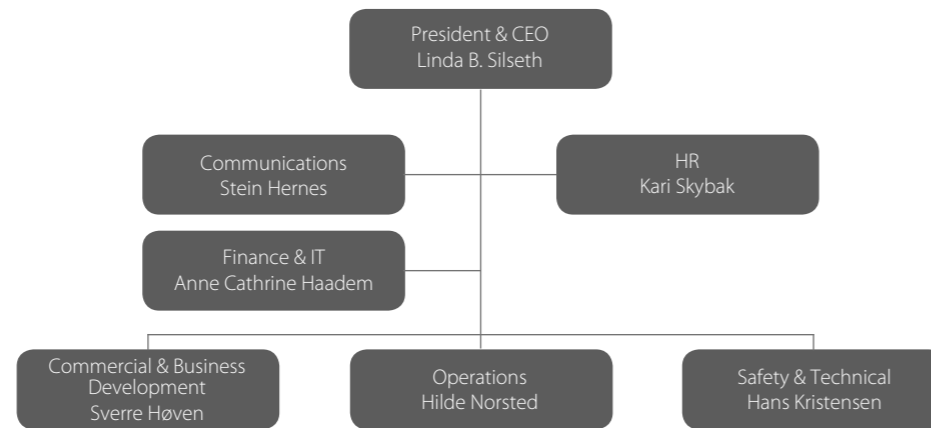 President & CEO
Linda B. Silseth
Communications
Stein Hernes
HR
Kari Skybak
Finance & IT
Anne Cathrine Haadem
Commercial & Business
Development
Sverre Høven
Operations
Hilde Norsted
Safety & Technical
Hans Kristensen